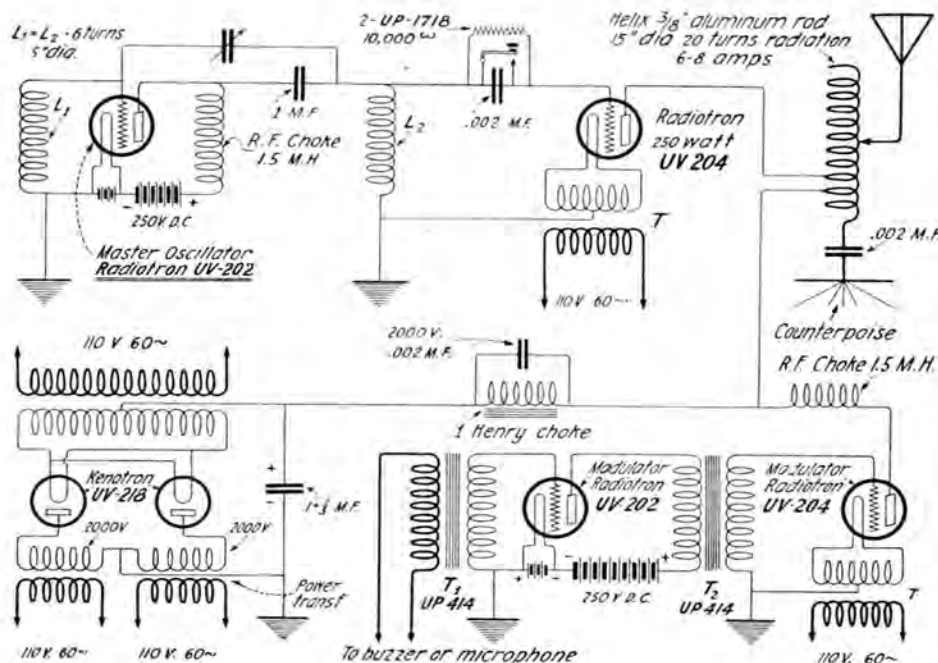 L₁ = L₂ - 6 turns
5" dia.
2-UP-1718
10,000 ω
Helix 3/8" aluminum rod
15" dia 20 turns radiation
6-8 amps
L₁
1 M.F.
R.F. Choke
1.5 M.H
L₂
.002 M.F.
Radiotron
250 watt
UV 204
- +
250V. D.C.
Master Oscillator
Radiotron UV-202
T
110V 60~
.002 M.F.
Counterpoise
110 V. 60~
2000 V.
.002 M.F.
R.F. Choke 1.5 M.H.
1 Henry choke
Kenotron
UV-218
+
-
1-½ M.F.
Modulator
Radiotron
UV-202
Modulator
Radiotron
UV-204
2000V
2000V
Power
transf
+ - - +
250 V D.C.
T₁
UP 414
T₂
UP 414
T
110 V. 60~
110 V. 60~
To buzzer or microphone
110 V. 60~